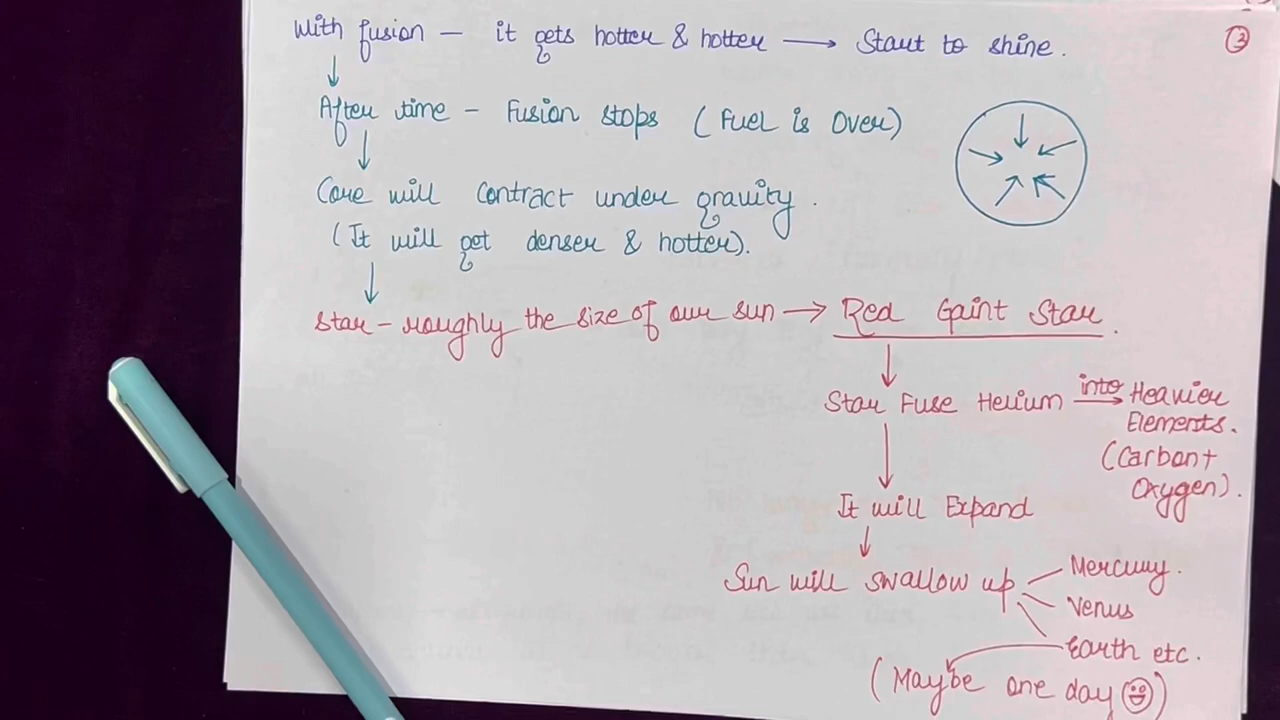 With fusion — it gets hotter & hotter → Start to shine.
③
↓
After time - Fusion stops (Fuel is Over)
↓
Core will contract under gravity.
(It will get denser & hotter).
↓
Star - roughly the size of our sun → Red Gaint Star.
↓
Star Fuse Helium into → Heavier
Elements.
(Carbon +
Oxygen).
↓
It will Expand
↓
Sun will swallow up
Mercury.
Venus
Earth etc.
(Maybe one day 😃)